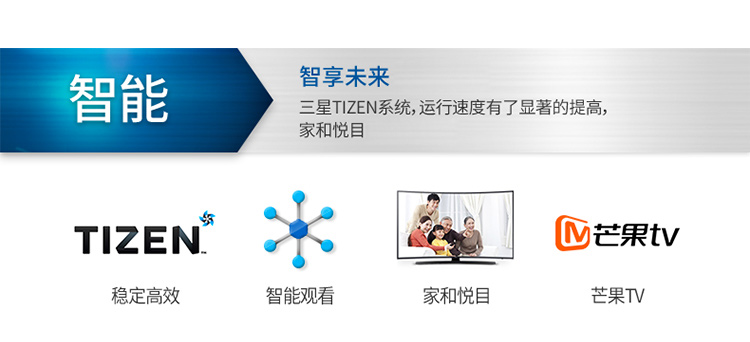 智能
智享未来
三星TIZEN系统，运行速度有了显著的提高，
家和悦目
TIZEN™
芒果tv
稳定高效
智能观看
家和悦目
芒果TV